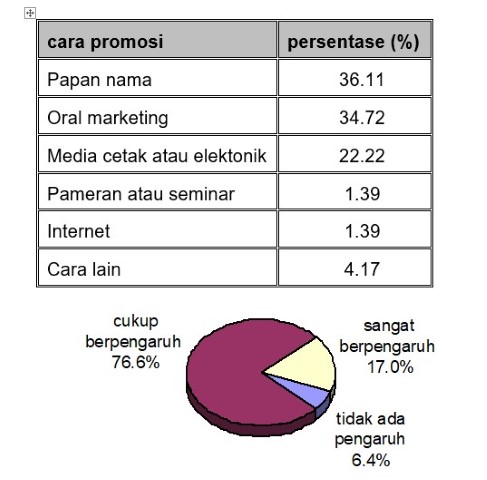 cara promosi persentase (%)
Papan nama 36.11
Oral marketing 34.72
Media cetak atau elektonik 22.22
Pameran atau seminar 1.39
Internet 1.39
Cara lain 4.17
cukup
berpengaruh
76.6%
sangat
berpengaruh
17.0%
tidak ada
pengaruh
6.4%